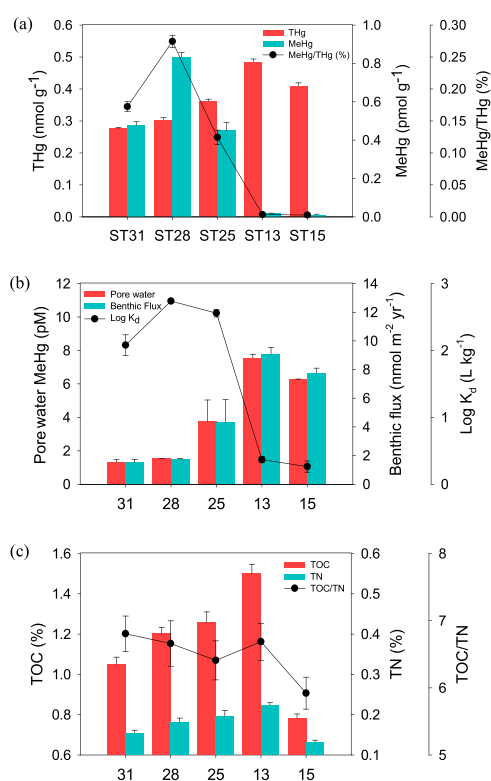 (a)
THg
MeHg
MeHg/THg (%)
THg (nmol g⁻¹)
0.6
0.5
0.4
0.3
0.2
0.1
0.0
MeHg (pmol g⁻¹)
1.0
0.8
0.6
0.4
0.2
0.0
MeHg/THg (%)
0.30
0.25
0.20
0.15
0.10
0.05
0.00
ST31 ST28 ST25 ST13 ST15
(b)
Pore water
Benthic Flux
Log Kd
Pore water MeHg (pM)
12
10
8
6
4
2
0
Benthic flux (nmol m⁻² yr⁻¹)
14
12
10
8
6
4
2
0
Log Kd (L kg⁻¹)
3
2
1
0
31 28 25 13 15
(c)
TOC
TN
TOC/TN
TOC (%)
1.6
1.4
1.2
1.0
0.8
0.6
TN (%)
0.6
0.5
0.4
0.3
0.2
0.1
TOC/TN
8
7
6
5
31 28 25 13 15